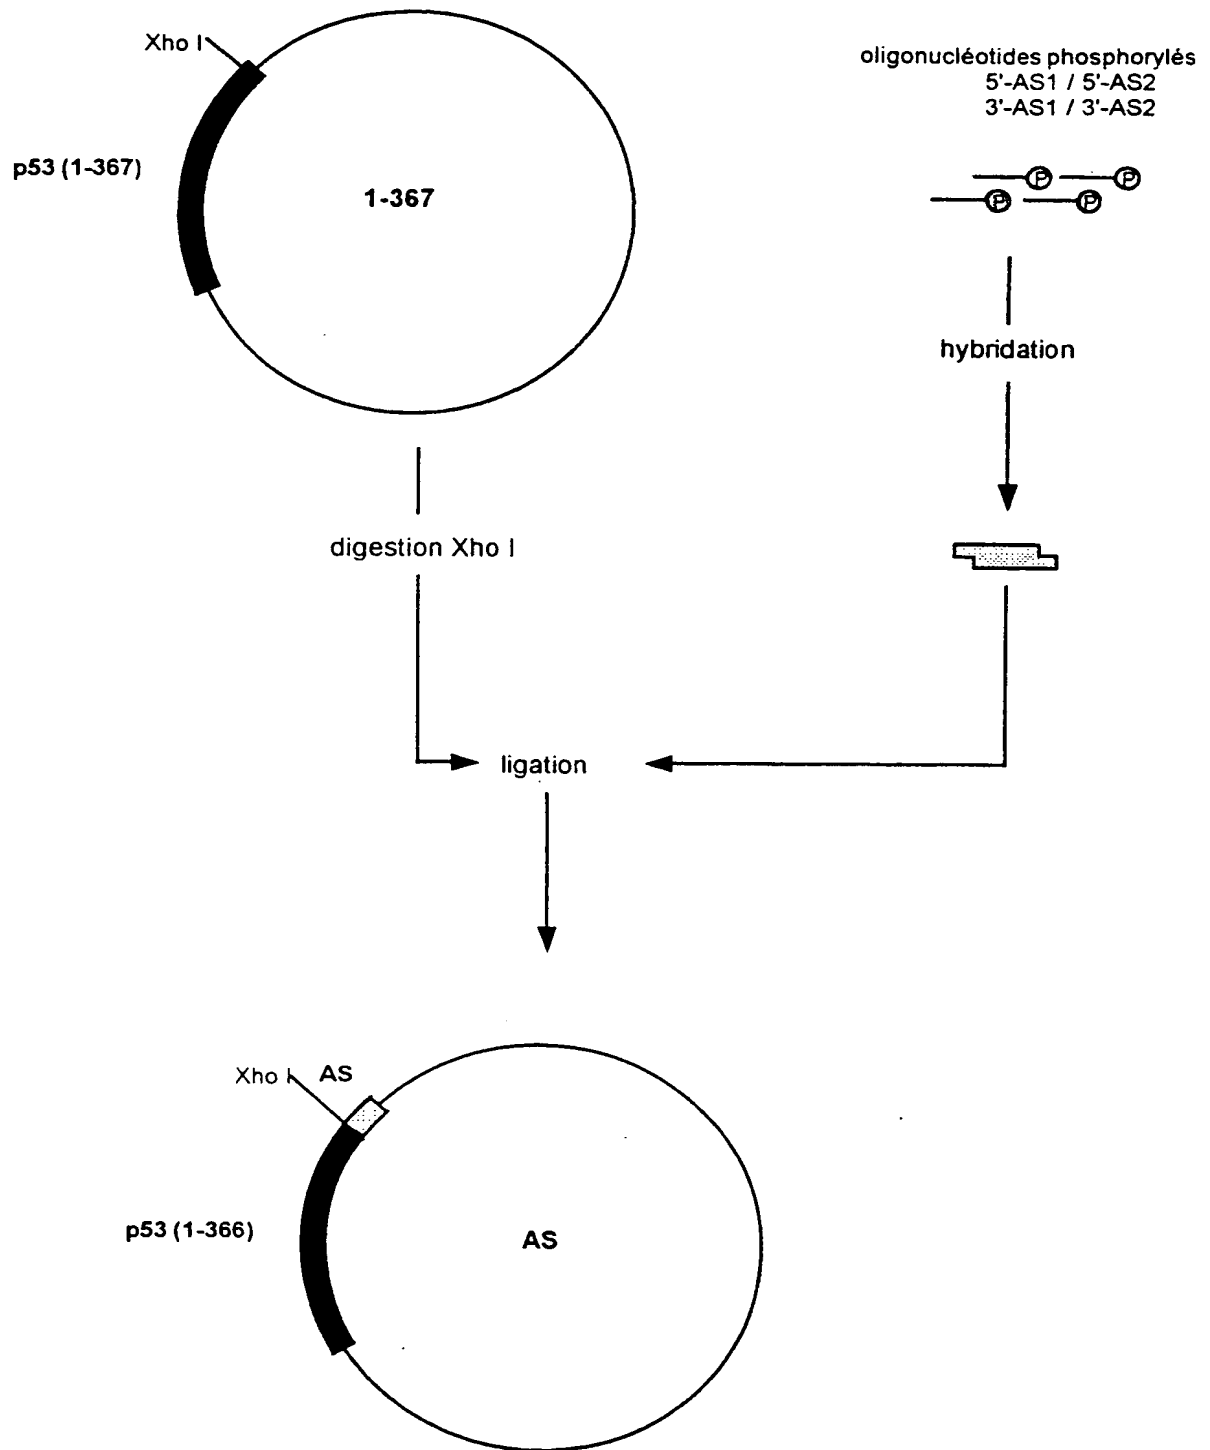 Xho I
p53 (1-367)
1-367
oligonucléotides phosphorylés
5'-AS1 / 5'-AS2
3'-AS1 / 3'-AS2
P P
P P
hybridation
digestion Xho I
ligation
Xho I AS
p53 (1-366)
AS